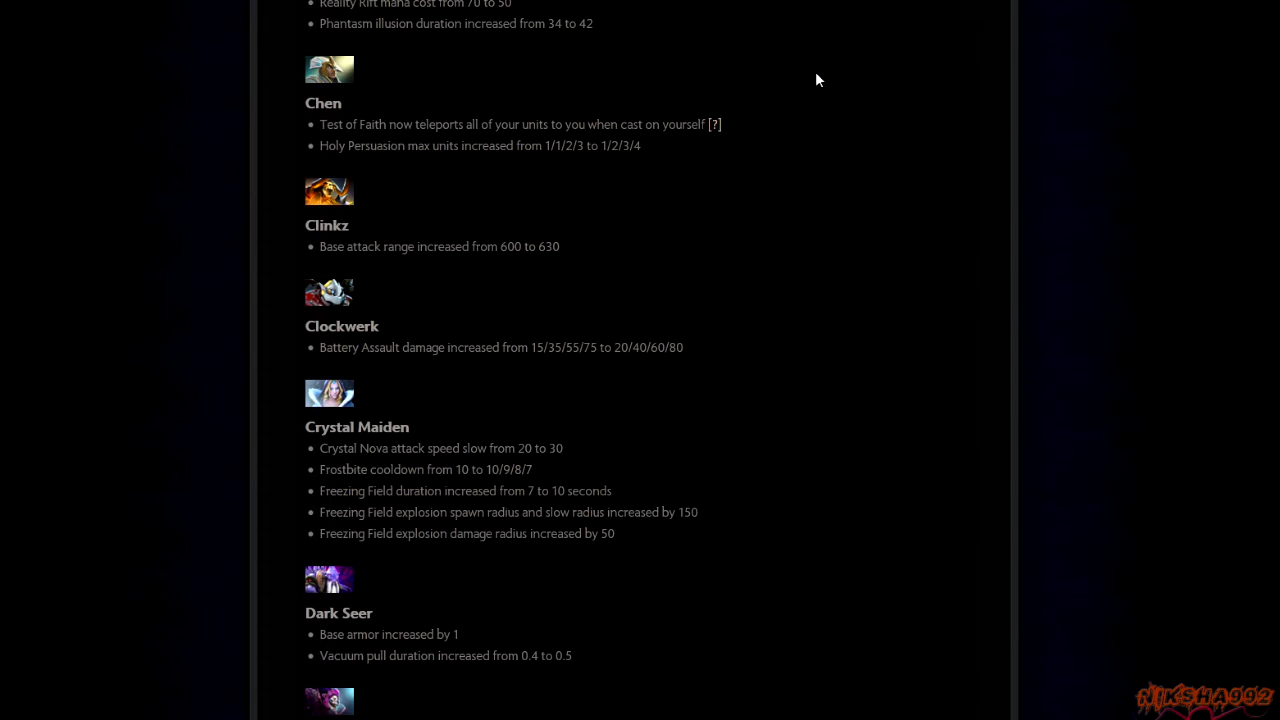 Reality Rift mana cost from 70 to 50
• Phantasm illusion duration increased from 34 to 42
Chen
• Test of Faith now teleports all of your units to you when cast on yourself [?]
• Holy Persuasion max units increased from 1/1/2/3 to 1/2/3/4
Clinkz
• Base attack range increased from 600 to 630
Clockwerk
• Battery Assault damage increased from 15/35/55/75 to 20/40/60/80
Crystal Maiden
• Crystal Nova attack speed slow from 20 to 30
• Frostbite cooldown from 10 to 10/9/8/7
• Freezing Field duration increased from 7 to 10 seconds
• Freezing Field explosion spawn radius and slow radius increased by 150
• Freezing Field explosion damage radius increased by 50
Dark Seer
• Base armor increased by 1
• Vacuum pull duration increased from 0.4 to 0.5
NIKSHA992